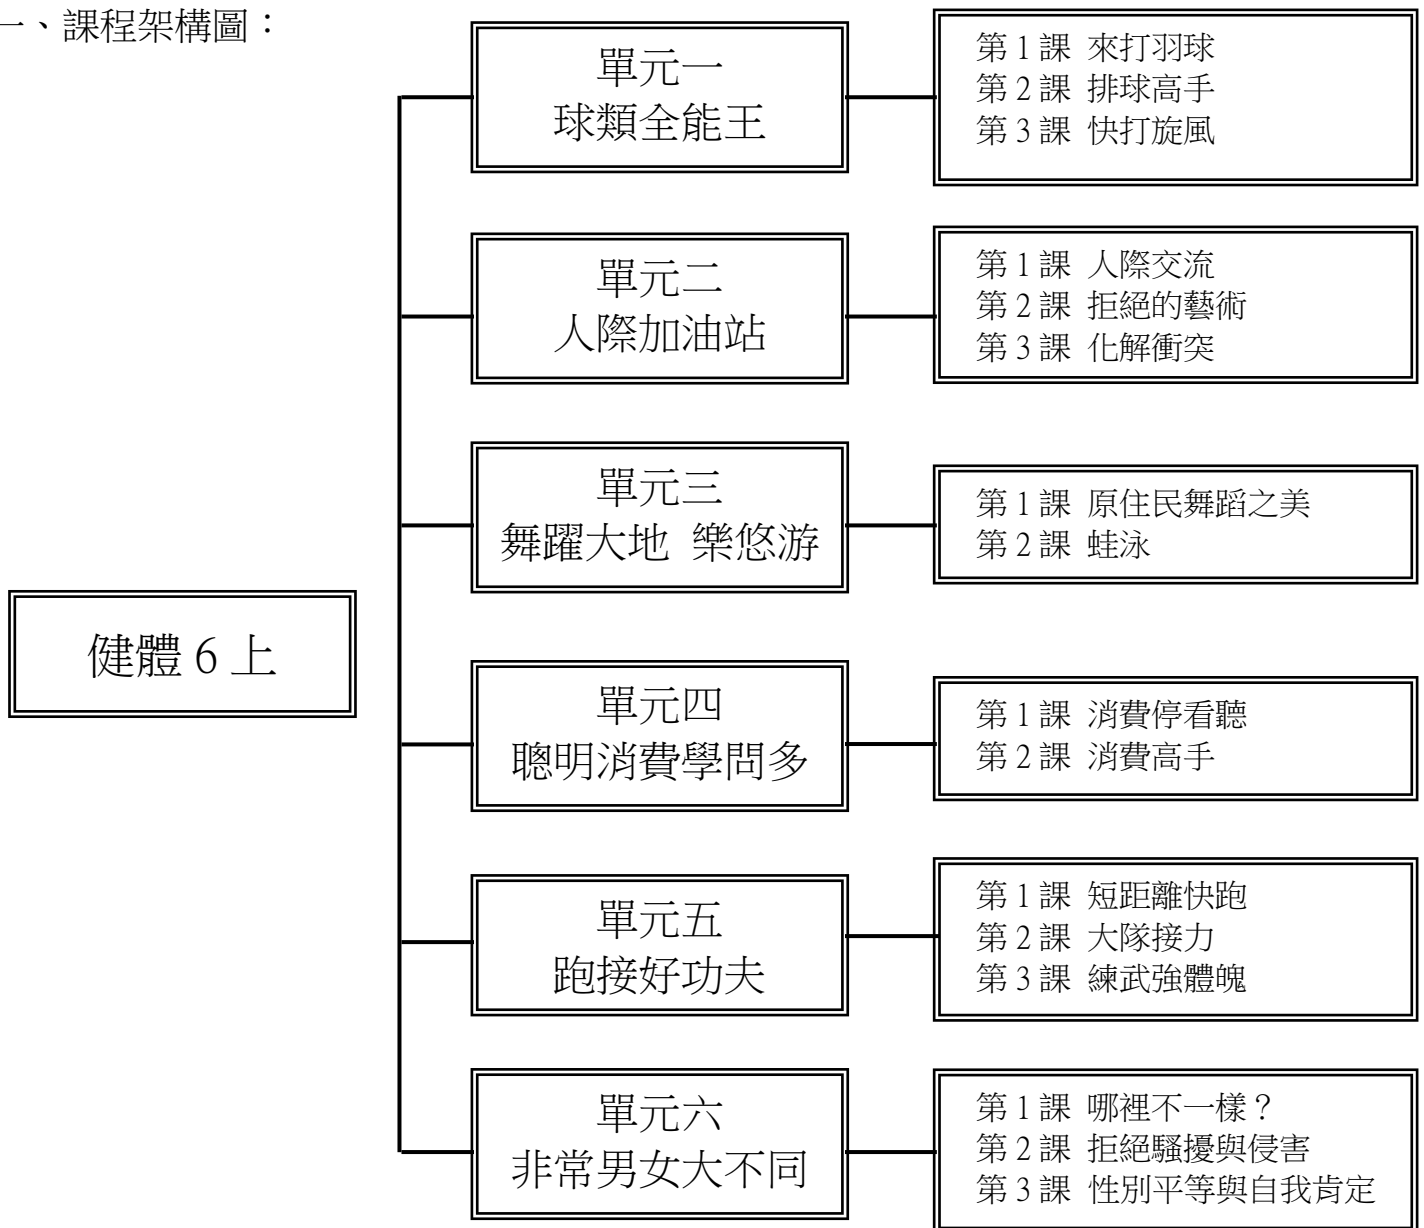 一、課程架構圖：
單元一
球類全能王
第 1 課 來打羽球
第 2 課 排球高手
第 3 課 快打旋風
單元二
人際加油站
第 1 課 人際交流
第 2 課 拒絕的藝術
第 3 課 化解衝突
單元三
舞躍大地 樂悠游
第 1 課 原住民舞蹈之美
第 2 課 蛙泳
健體 6 上
單元四
聰明消費學問多
第 1 課 消費停看聽
第 2 課 消費高手
單元五
跑接好功夫
第 1 課 短距離快跑
第 2 課 大隊接力
第 3 課 練武強體魄
單元六
非常男女大不同
第 1 課 哪裡不一樣？
第 2 課 拒絕騷擾與侵害
第 3 課 性別平等與自我肯定